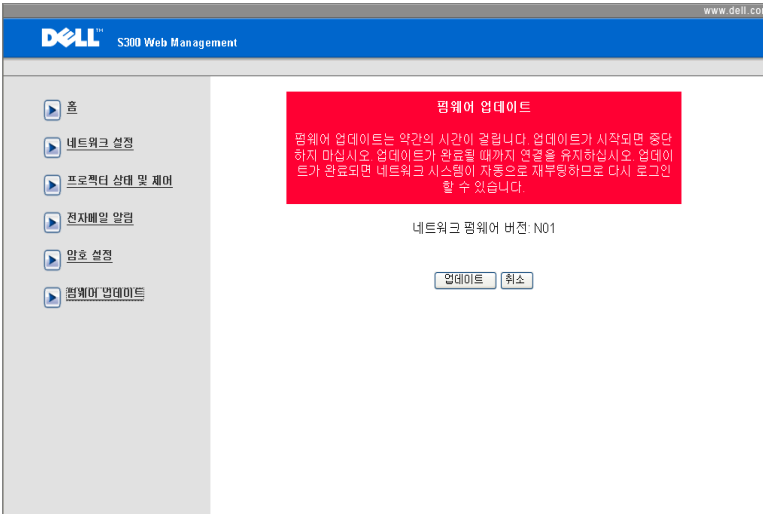 www.dell.co
DELL™ S300 Web Management
홈
네트워크 설정
프로젝터 상태 및 제어
전자메일 알림
암호 설정
펌웨어 업데이트
펌웨어 업데이트
펌웨어 업데이트는 약간의 시간이 걸립니다. 업데이트가 시작되면 중단
하지 마십시오. 업데이트가 완료될 때까지 연결을 유지하십시오. 업데이
트가 완료되면 네트워크 시스템이 자동으로 재부팅하므로 다시 로그인
할 수 있습니다.
네트워크 펌웨어 버전: N01
업데이트 취소